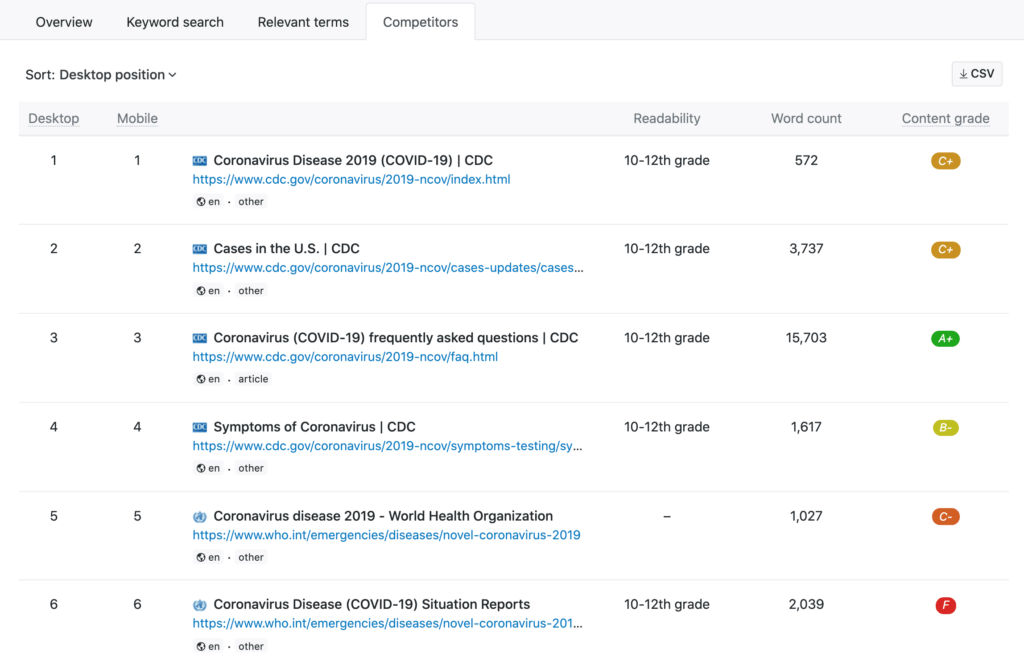 Overview Keyword search Relevant terms Competitors
Sort: Desktop position
CSV
Desktop Mobile Readability Word count Content grade
1 1 CDC Coronavirus Disease 2019 (COVID-19) | CDC 10-12th grade 572 C+
https://www.cdc.gov/coronavirus/2019-ncov/index.html
en · other
2 2 CDC Cases in the U.S. | CDC 10-12th grade 3,737 C+
https://www.cdc.gov/coronavirus/2019-ncov/cases-updates/cases...
en · other
3 3 CDC Coronavirus (COVID-19) frequently asked questions | CDC 10-12th grade 15,703 A+
https://www.cdc.gov/coronavirus/2019-ncov/faq.html
en · article
4 4 CDC Symptoms of Coronavirus | CDC 10-12th grade 1,617 B-
https://www.cdc.gov/coronavirus/2019-ncov/symptoms-testing/sy...
en · other
5 5 Coronavirus disease 2019 - World Health Organization – 1,027 C-
https://www.who.int/emergencies/diseases/novel-coronavirus-2019
en · other
6 6 Coronavirus Disease (COVID-19) Situation Reports 10-12th grade 2,039 F
https://www.who.int/emergencies/diseases/novel-coronavirus-201...
en · other